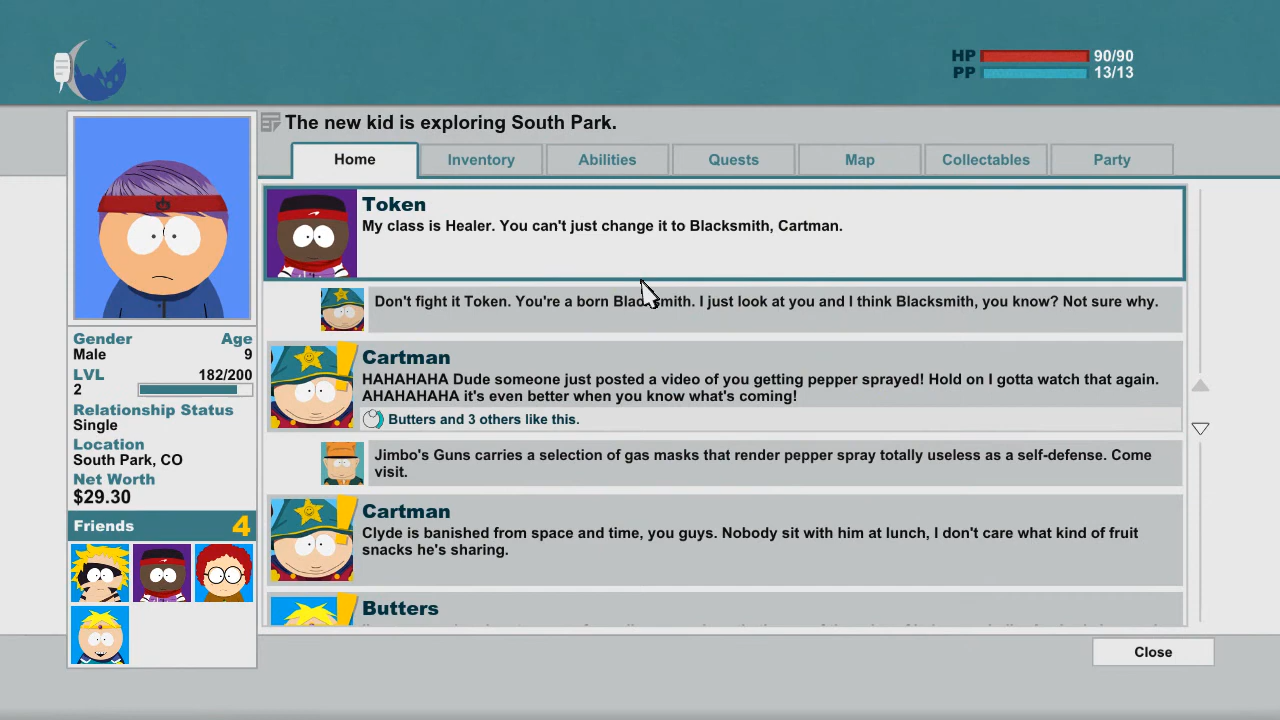 HP 90/90
PP 13/13
The new kid is exploring South Park.
Home Inventory Abilities Quests Map Collectables Party
Token
My class is Healer. You can't just change it to Blacksmith, Cartman.
Don't fight it Token. You're a born Blacksmith. I just look at you and I think Blacksmith, you know? Not sure why.
Cartman
HAHAHAHA Dude someone just posted a video of you getting pepper sprayed! Hold on I gotta watch that again.
AHAHAHAHA it's even better when you know what's coming!
Butters and 3 others like this.
Jimbo's Guns carries a selection of gas masks that render pepper spray totally useless as a self-defense. Come
visit.
Cartman
Clyde is banished from space and time, you guys. Nobody sit with him at lunch, I don't care what kind of fruit
snacks he's sharing.
Butters
Gender Age
Male 9
LVL 182/200
2
Relationship Status
Single
Location
South Park, CO
Net Worth
$29.30
Friends 4
Close